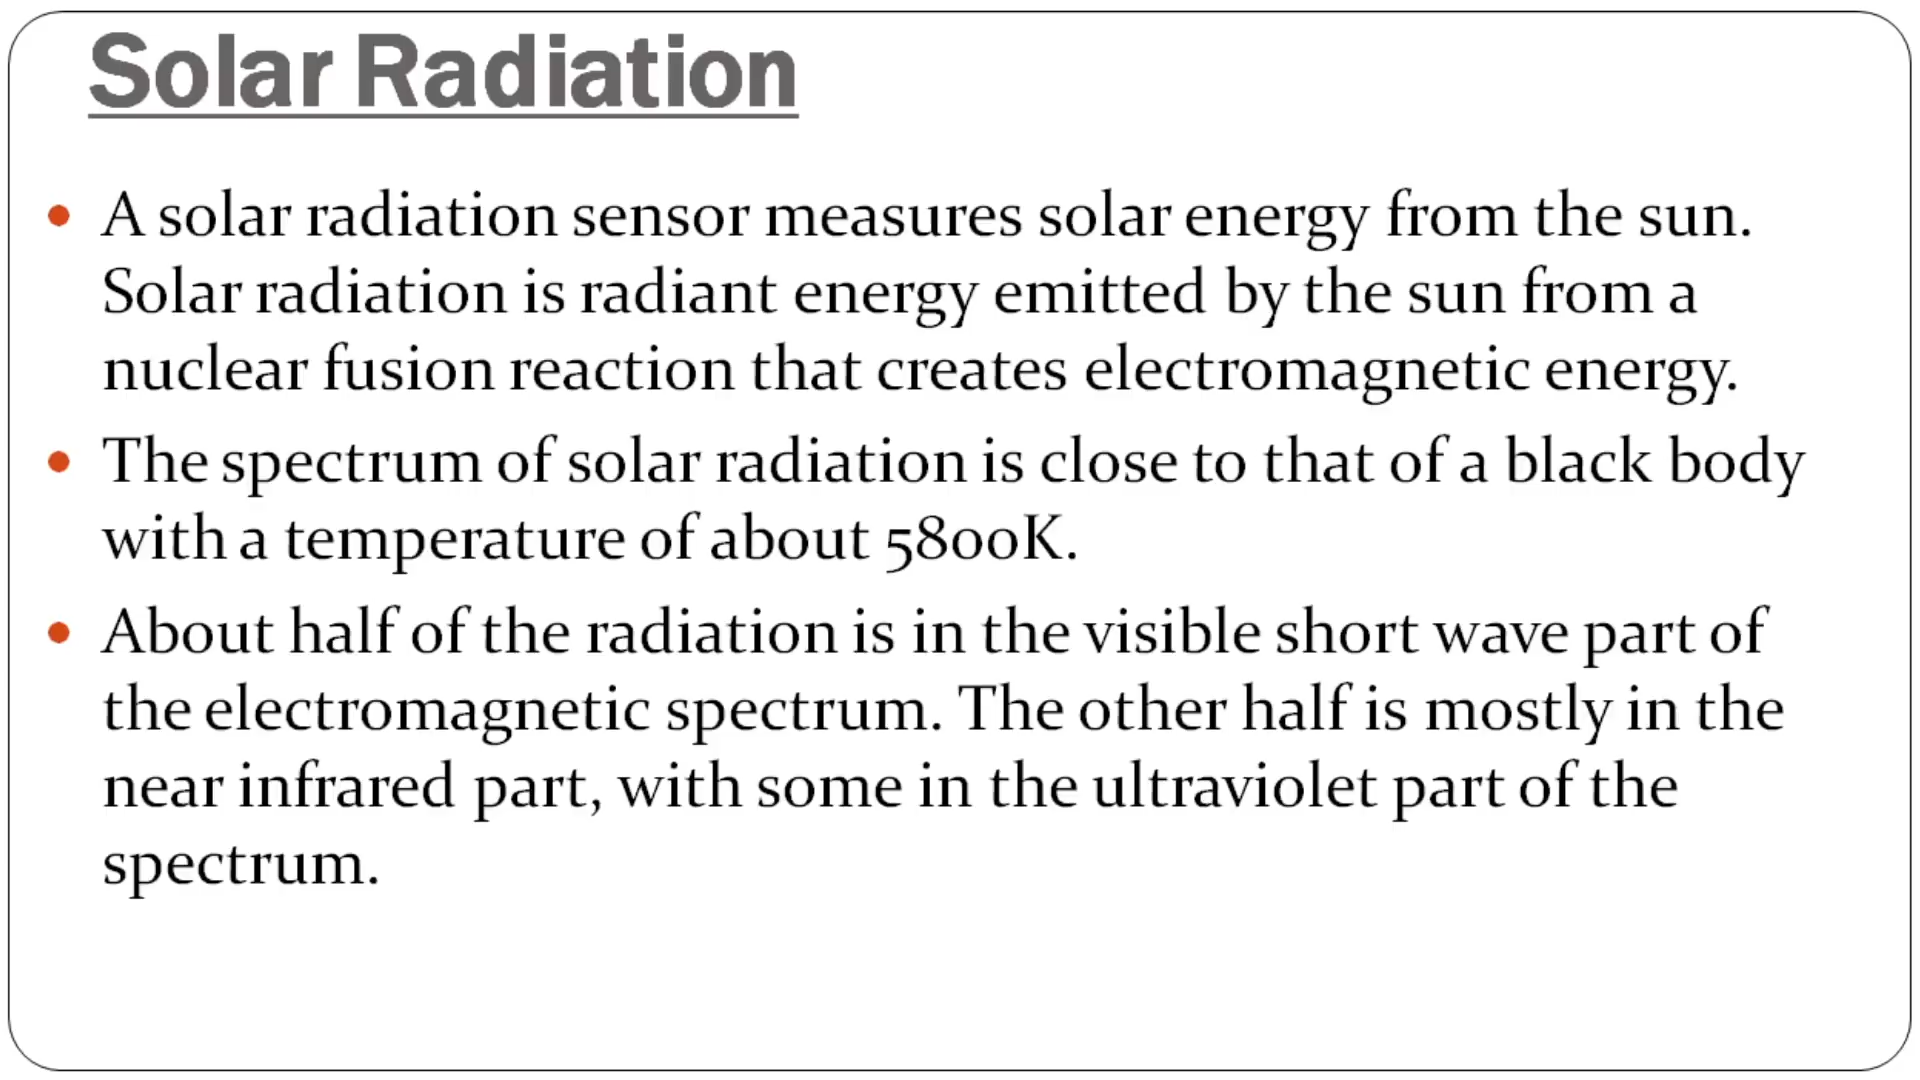 Solar Radiation
• A solar radiation sensor measures solar energy from the sun.
Solar radiation is radiant energy emitted by the sun from a
nuclear fusion reaction that creates electromagnetic energy.
• The spectrum of solar radiation is close to that of a black body
with a temperature of about 5800K.
• About half of the radiation is in the visible short wave part of
the electromagnetic spectrum. The other half is mostly in the
near infrared part, with some in the ultraviolet part of the
spectrum.